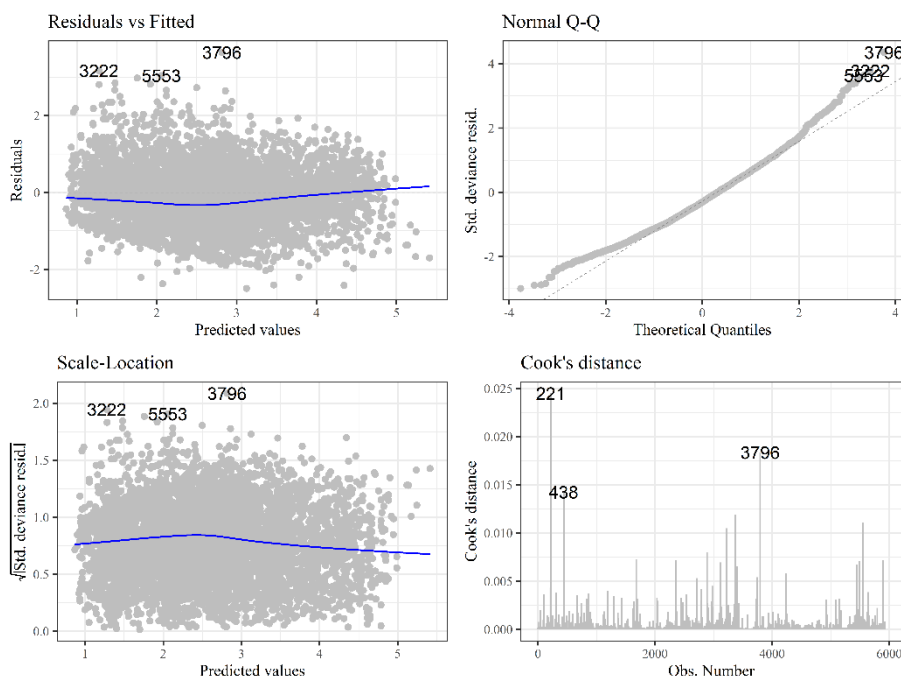 Residuals vs Fitted
3796
3222
5553
2
0
-2
Residuals
1 2 3 4 5
Predicted values
Normal Q-Q
3796
3222
5553
4
2
0
-2
Std. deviance resid.
-4 -2 0 2 4
Theoretical Quantiles
Scale-Location
3796
3222
5553
2.0
1.5
1.0
0.5
0.0
√|Std. deviance resid.|
1 2 3 4 5
Predicted values
Cook's distance
221
3796
438
0.025
0.020
0.015
0.010
0.005
0.000
Cook's distance
0 2000 4000 6000
Obs. Number